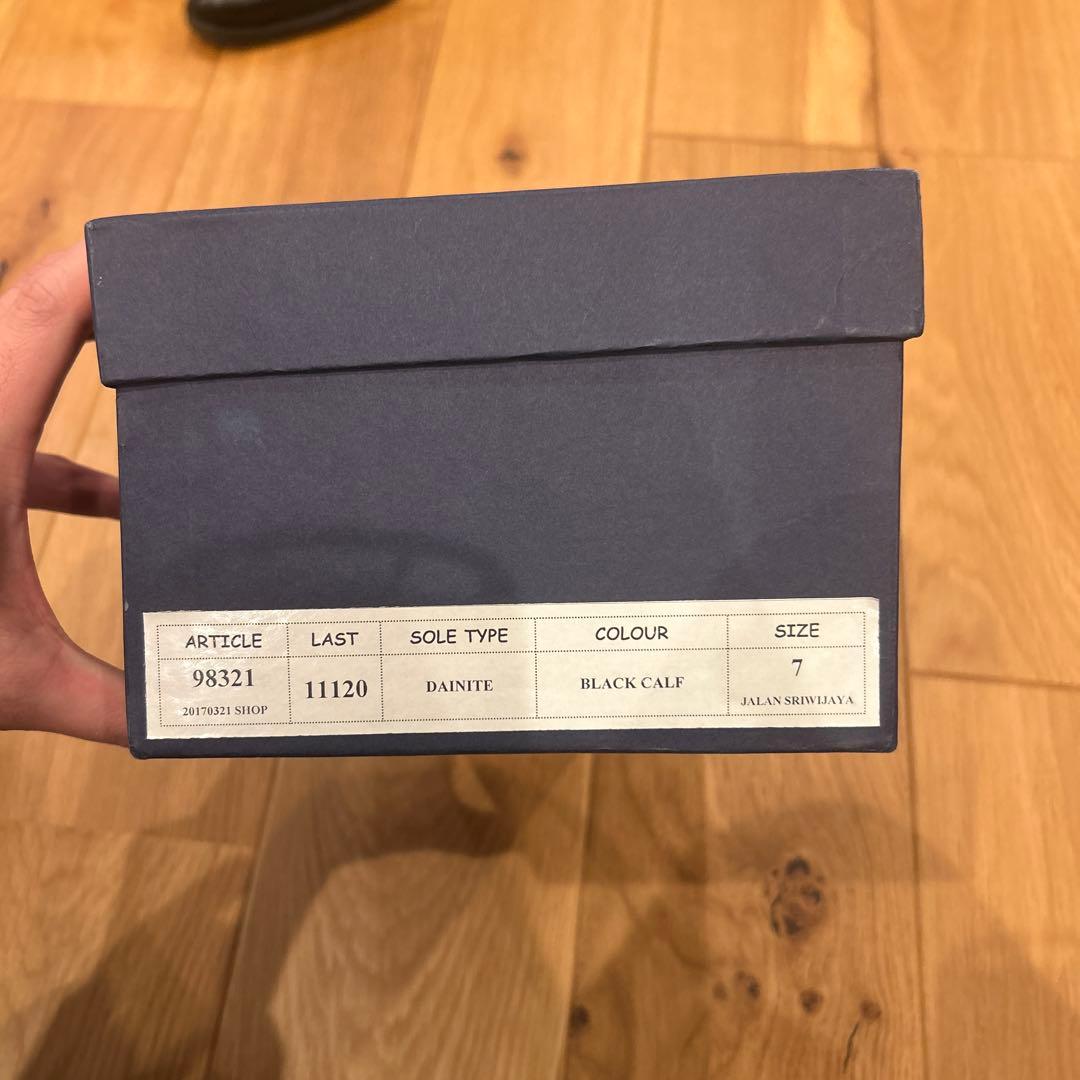 ARTICLE LAST SOLE TYPE COLOUR SIZE
98321 11120 DAINITE BLACK CALF 7
20170321 SHOP JALAN SRIWIJAYA